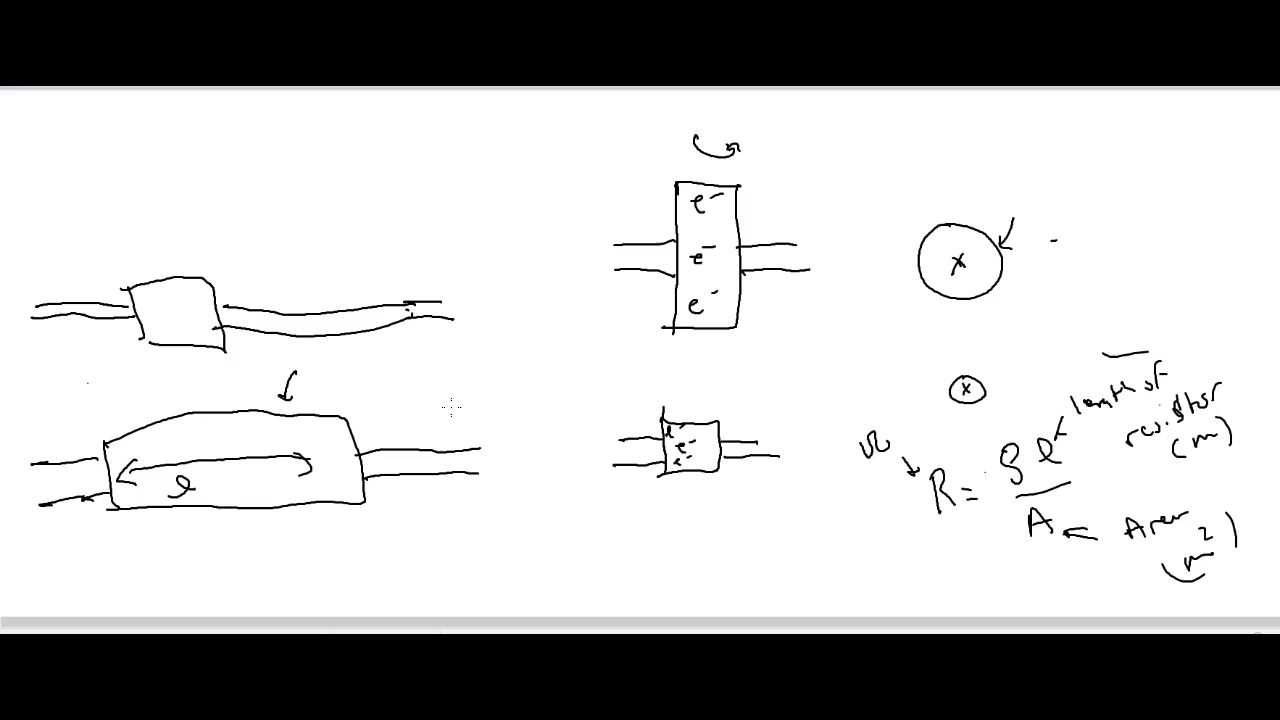 e⁻
e⁻
e⁻
x
x
l
e⁻
e⁻
e⁻
length of
resistor
(m)
R = ρl
A ← Area
m²)